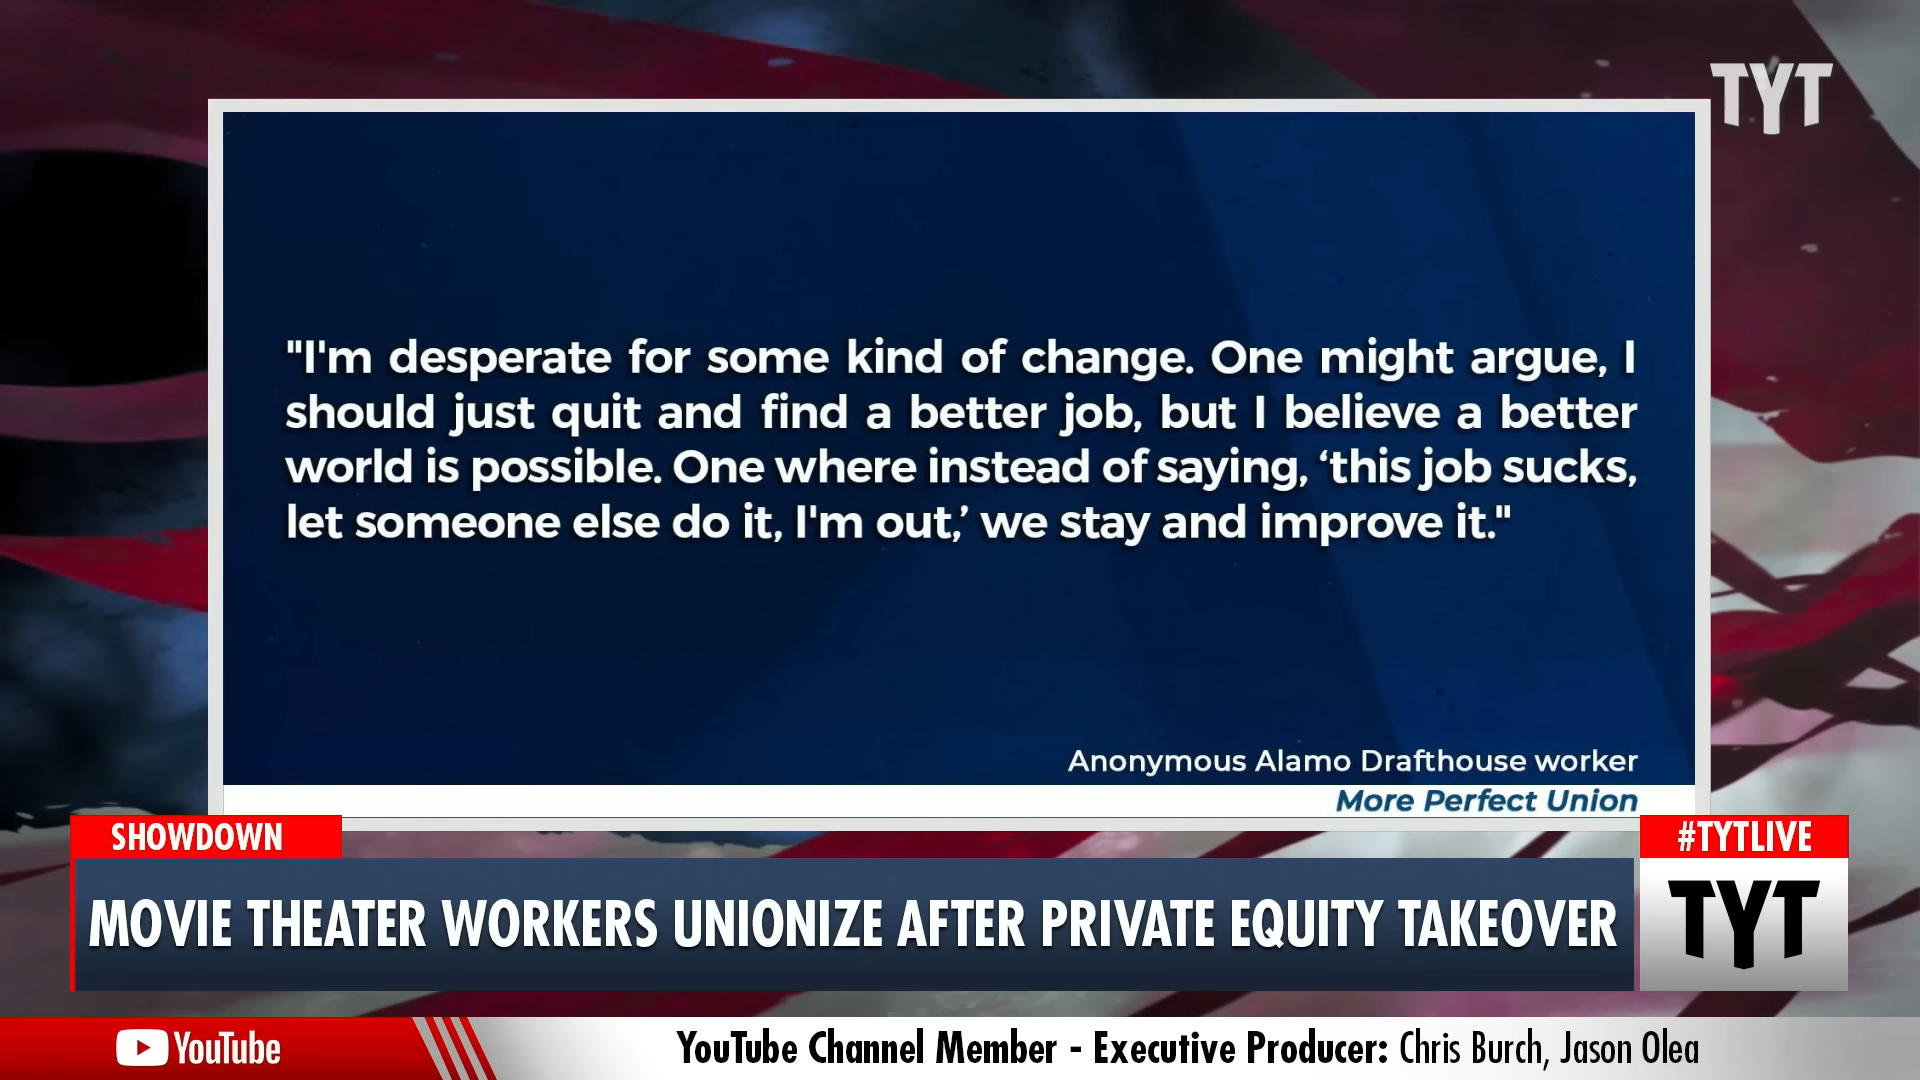 TYT
"I'm desperate for some kind of change. One might argue, I
should just quit and find a better job, but I believe a better
world is possible. One where instead of saying, ‘this job sucks,
let someone else do it, I'm out,’ we stay and improve it."
Anonymous Alamo Drafthouse worker
More Perfect Union
SHOWDOWN
#TYTLIVE
MOVIE THEATER WORKERS UNIONIZE AFTER PRIVATE EQUITY TAKEOVER
TYT
YouTube
YouTube Channel Member - Executive Producer: Chris Burch, Jason Olea